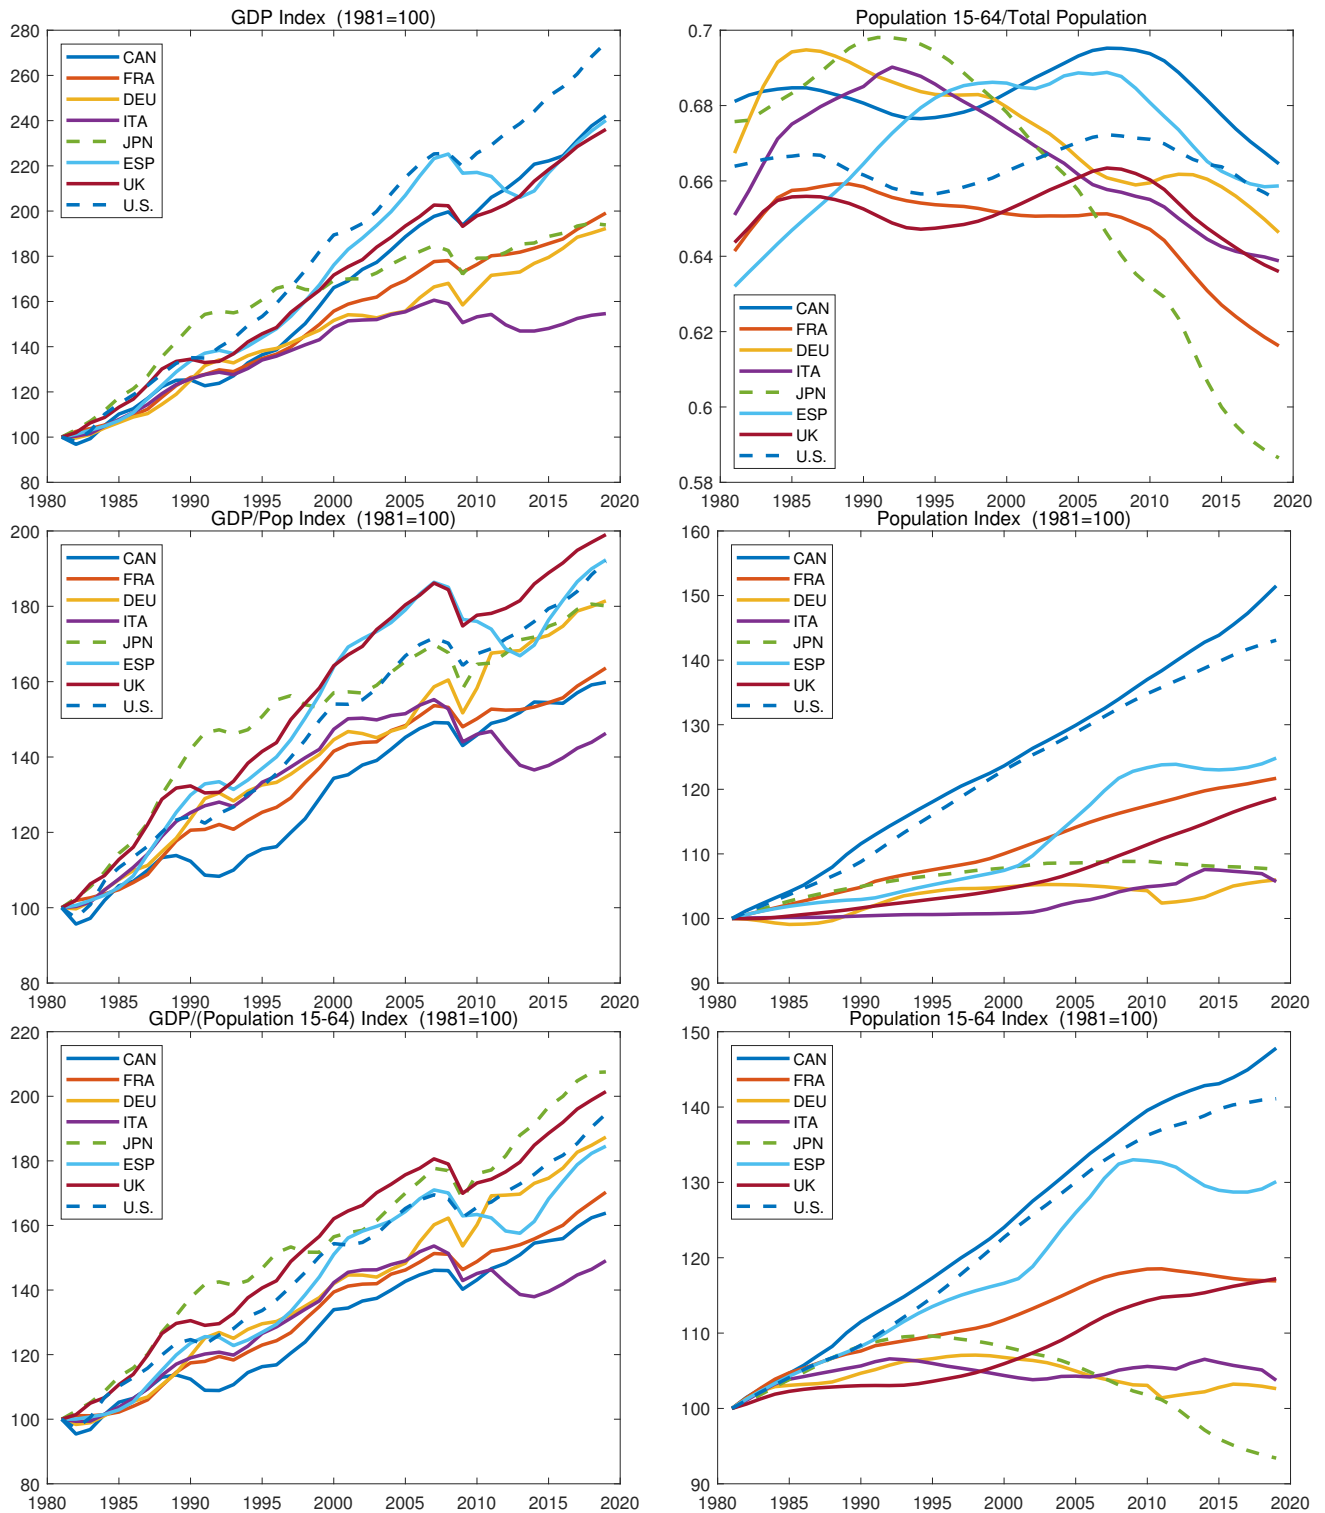 GDP Index (1981=100)
280
260
240
220
200
180
160
140
120
100
80
CAN
FRA
DEU
ITA
JPN
ESP
UK
U.S.
1980 1985 1990 1995 2000 2005 2010 2015 2020
Population 15-64/Total Population
0.7
0.68
0.66
0.64
0.62
0.6
0.58
CAN
FRA
DEU
ITA
JPN
ESP
UK
U.S.
1980 1985 1990 1995 2000 2005 2010 2015 2020
GDP/Pop Index (1981=100)
200
180
160
140
120
100
80
CAN
FRA
DEU
ITA
JPN
ESP
UK
U.S.
1980 1985 1990 1995 2000 2005 2010 2015 2020
Population Index (1981=100)
160
150
140
130
120
110
100
90
CAN
FRA
DEU
ITA
JPN
ESP
UK
U.S.
1980 1985 1990 1995 2000 2005 2010 2015 2020
GDP/(Population 15-64) Index (1981=100)
220
200
180
160
140
120
100
80
CAN
FRA
DEU
ITA
JPN
ESP
UK
U.S.
1980 1985 1990 1995 2000 2005 2010 2015 2020
Population 15-64 Index (1981=100)
150
140
130
120
110
100
90
CAN
FRA
DEU
ITA
JPN
ESP
UK
U.S.
1980 1985 1990 1995 2000 2005 2010 2015 2020